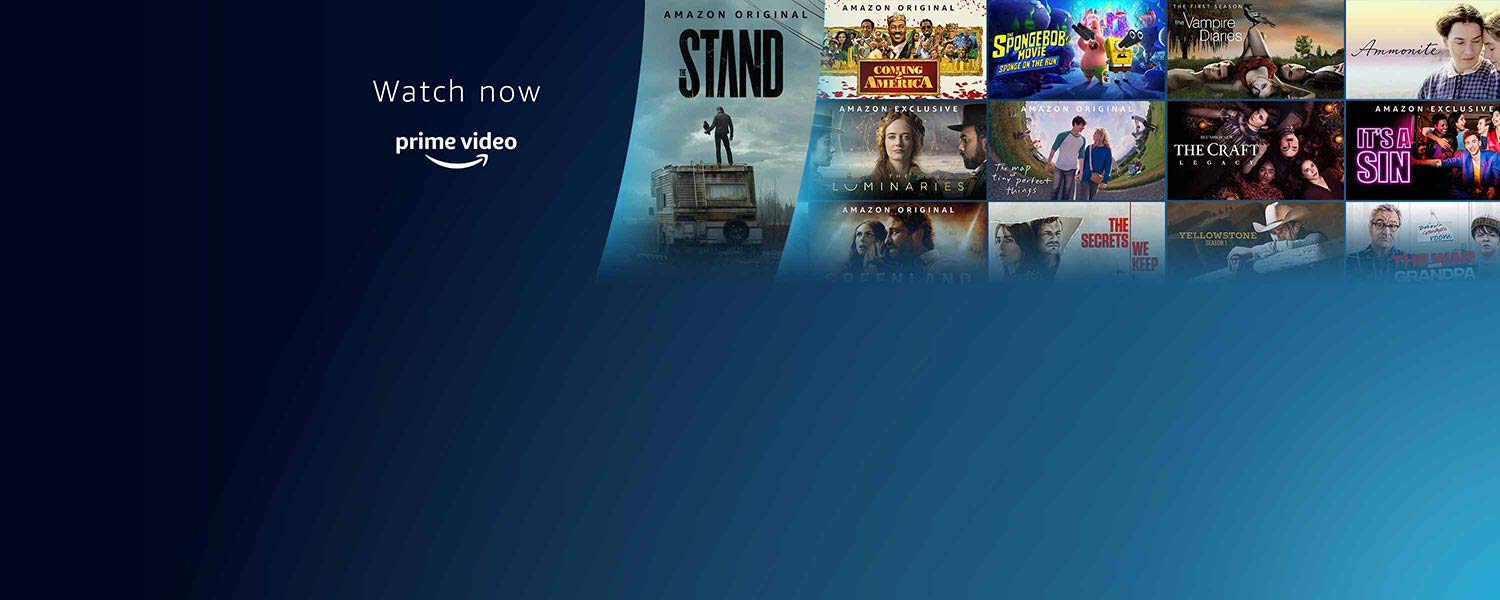 Watch now
prime video
AMAZON ORIGINAL
THE
STAND
AMAZON ORIGINAL
COMING
2
AMERICA
THE
SPONGEBOB
MOVIE
SPONGE ON THE RUN
THE FIRST SEASON
the
Vampire
Diaries
Ammonite
AMAZON EXCLUSIVE
THE
LUMINARIES
AMAZON ORIGINAL
the map
of
tiny perfect
things
THE CRAFT
LEGACY
AMAZON EXCLUSIVE
IT'S A
SIN
AMAZON ORIGINAL
GREENLAND
THE
SECRETS
WE
KEEP
YELLOWSTONE
SEASON 1
room
THE WAR
WITH
GRANDPA